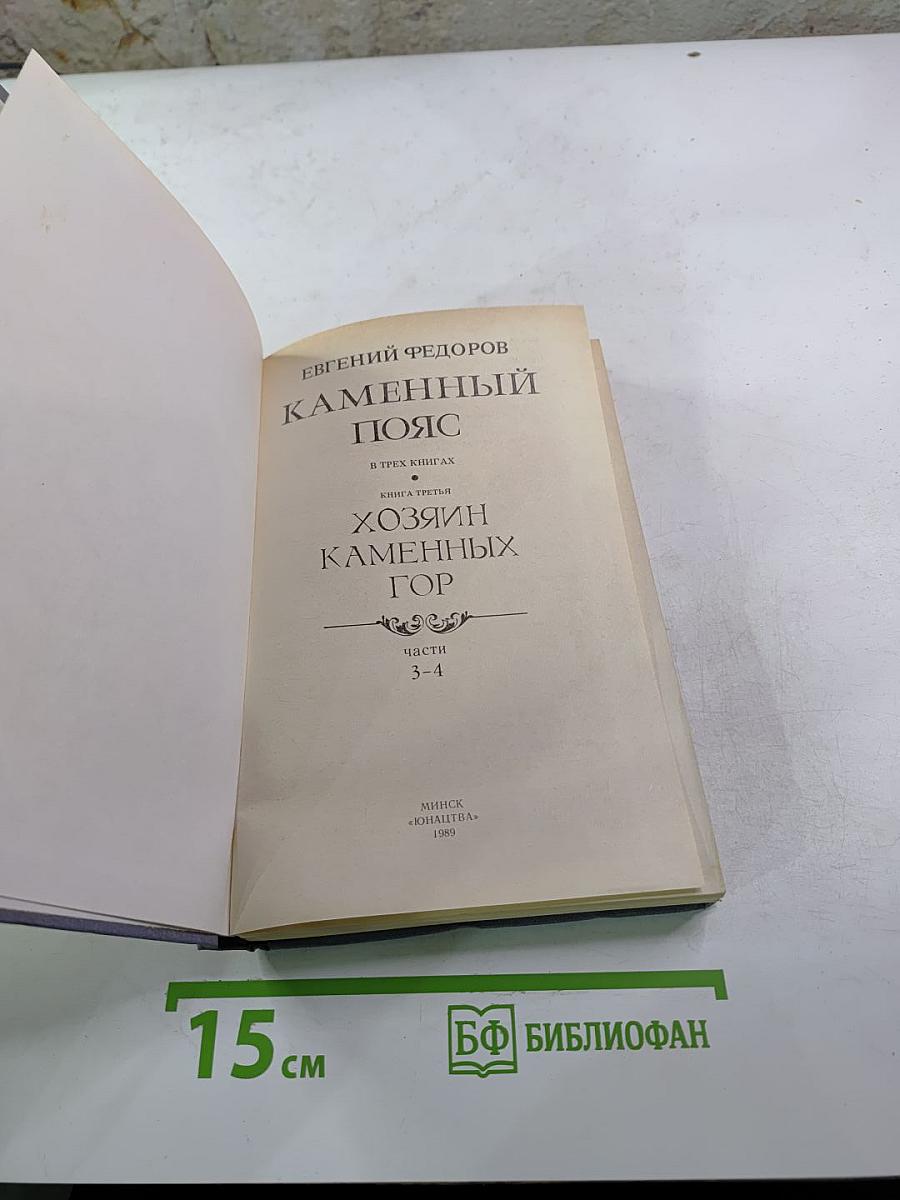 ЕВГЕНИЙ ФЕДОРОВ
КАМЕННЫЙ
ПОЯС
В ТРЕХ КНИГАХ
КНИГА ТРЕТЬЯ
ХОЗЯИН
КАМЕННЫХ
ГОР
части
3–4
МИНСК
«ЮНАЦТВА»
1989
15 см
БФ БИБЛИОФАН